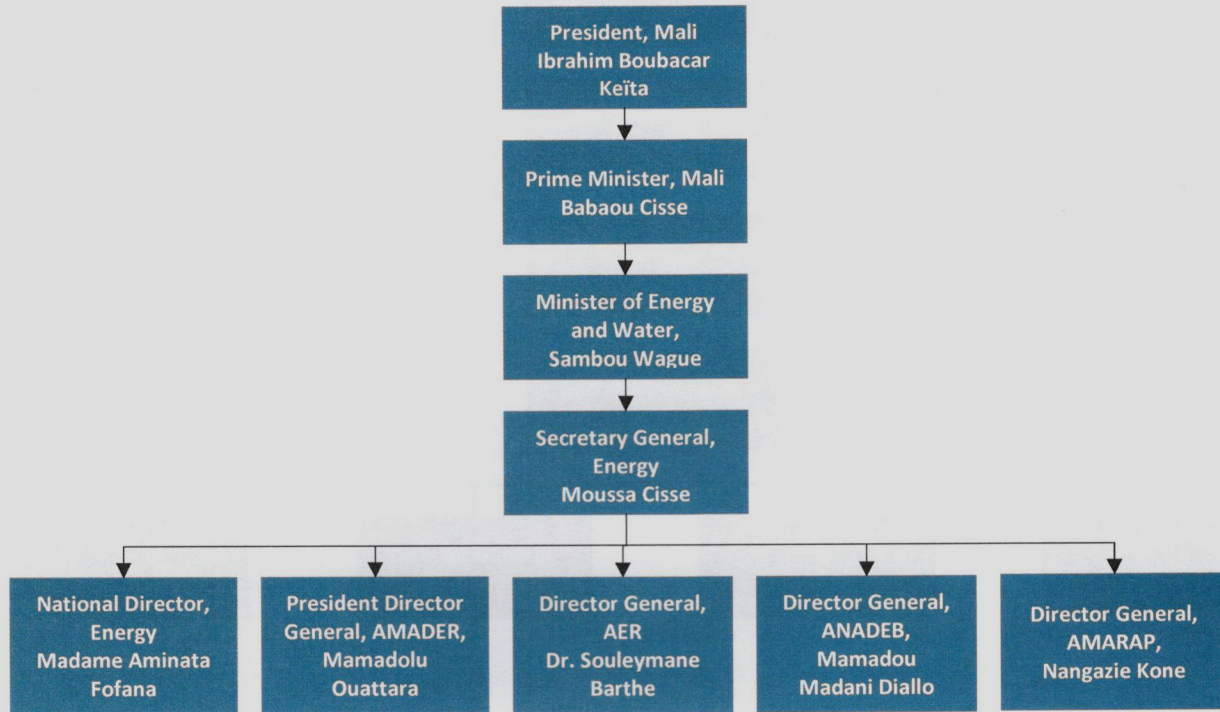 President, Mali
Ibrahim Boubacar
Keïta
Prime Minister, Mali
Babaou Cisse
Minister of Energy
and Water,
Sambou Wague
Secretary General,
Energy
Moussa Cisse
National Director,
Energy
Madame Aminata
Fofana
President Director
General, AMADER,
Mamadolu
Ouattara
Director General,
AER
Dr. Souleymane
Barthe
Director General,
ANADEB,
Mamadou
Madani Diallo
Director General,
AMARAP,
Nangazie Kone